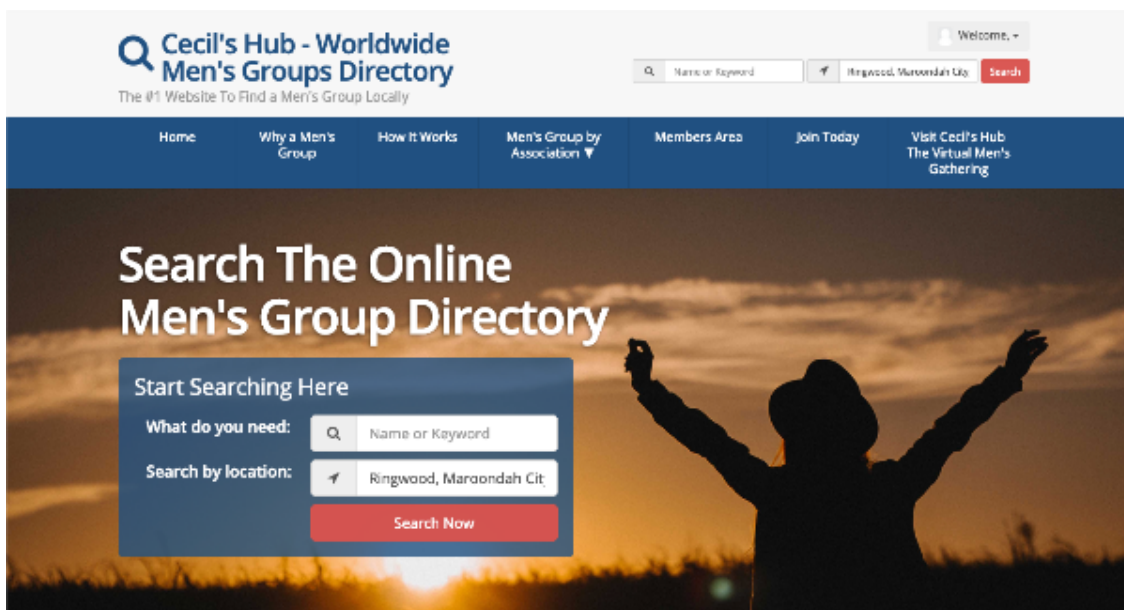 Cecil's Hub - Worldwide
Men's Groups Directory
The #1 Website To Find a Men's Group Locally
Welcome,
Name or Keyword
Ringwood, Maroondah City,
Search
Home
Why a Men's
Group
How It Works
Men's Group by
Association ▼
Members Area
Join Today
Visit Cecil's Hub
The Virtual Men's
Gathering
Search The Online
Men's Group Directory
Start Searching Here
What do you need:
Name or Keyword
Search by location:
Ringwood, Maroondah Cit
Search Now